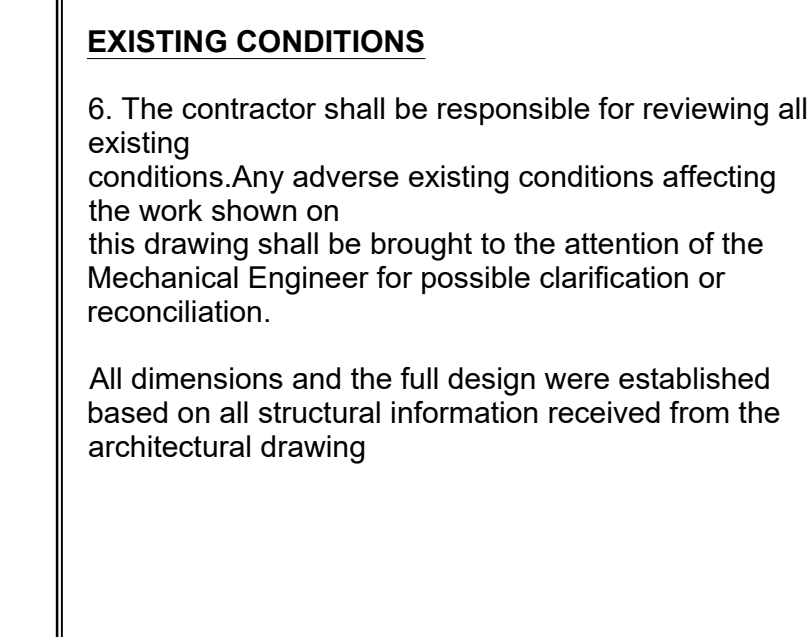 EXISTING CONDITIONS
6. The contractor shall be responsible for reviewing all
existing
conditions.Any adverse existing conditions affecting
the work shown on
this drawing shall be brought to the attention of the
Mechanical Engineer for possible clarification or
reconciliation.
All dimensions and the full design were established
based on all structural information received from the
architectural drawing